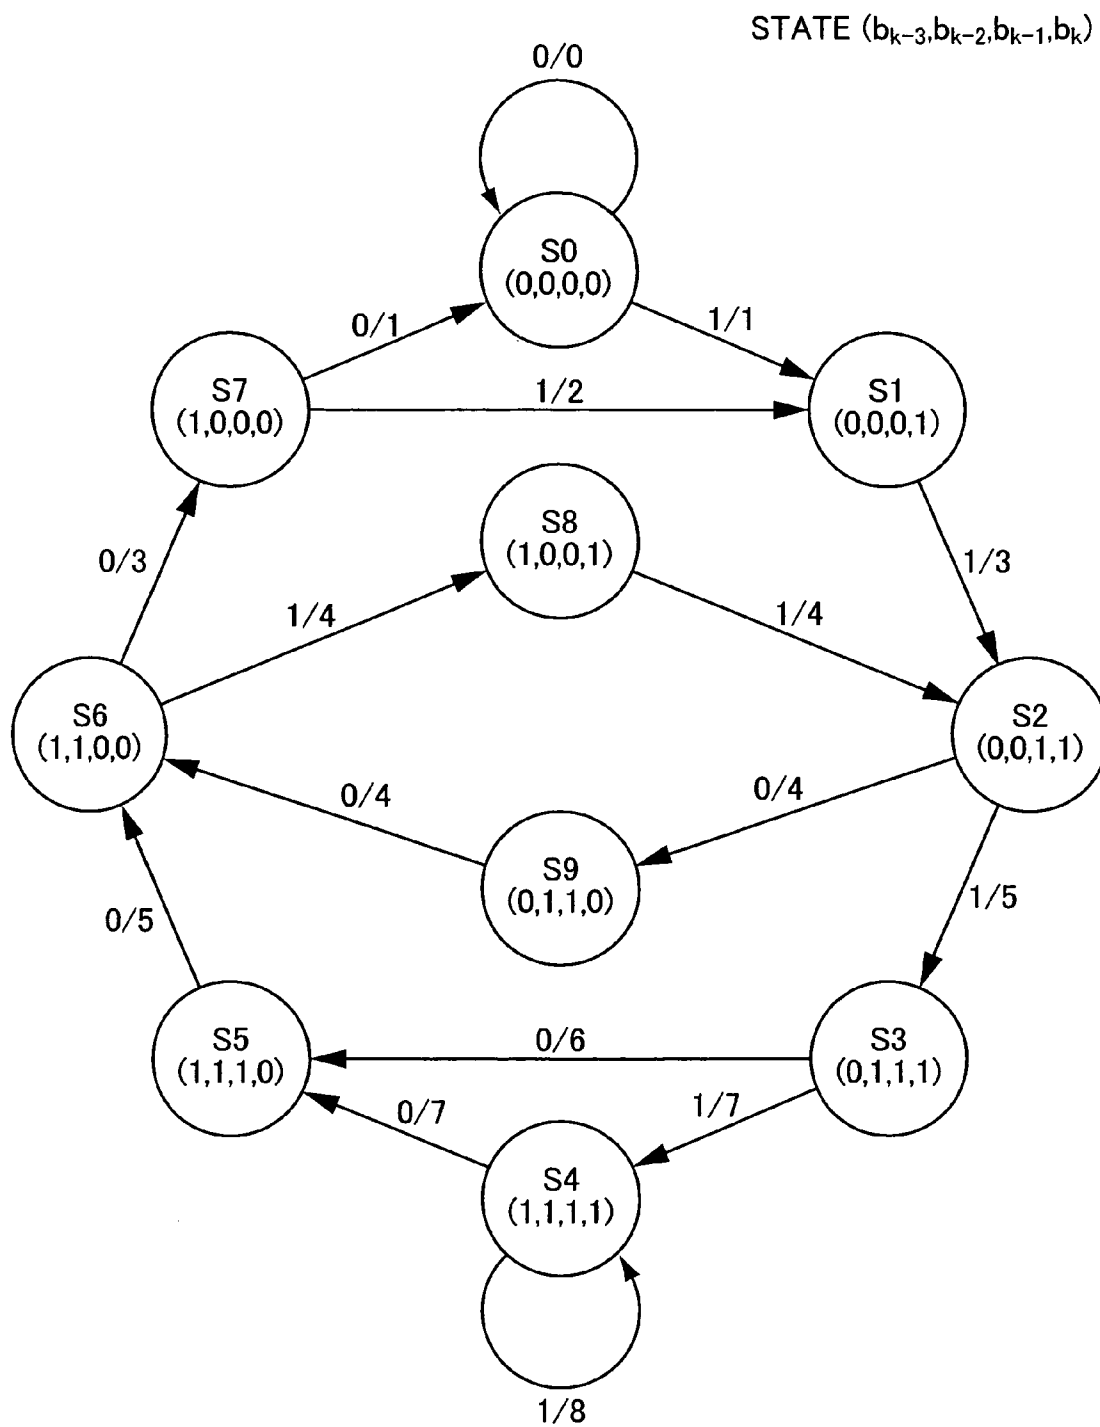 STATE (bk-3,bk-2,bk-1,bk)
0/0
S0
(0,0,0,0)
0/1
1/1
S7
(1,0,0,0)
1/2
S1
(0,0,0,1)
S8
(1,0,0,1)
0/3
1/3
1/4
1/4
S6
(1,1,0,0)
S2
(0,0,1,1)
0/4
0/4
S9
(0,1,1,0)
0/5
1/5
S5
(1,1,1,0)
0/6
S3
(0,1,1,1)
0/7
1/7
S4
(1,1,1,1)
1/8